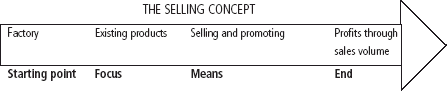 THE SELLING CONCEPT
Factory Existing products Selling and promoting Profits through
sales volume
Starting point Focus Means End